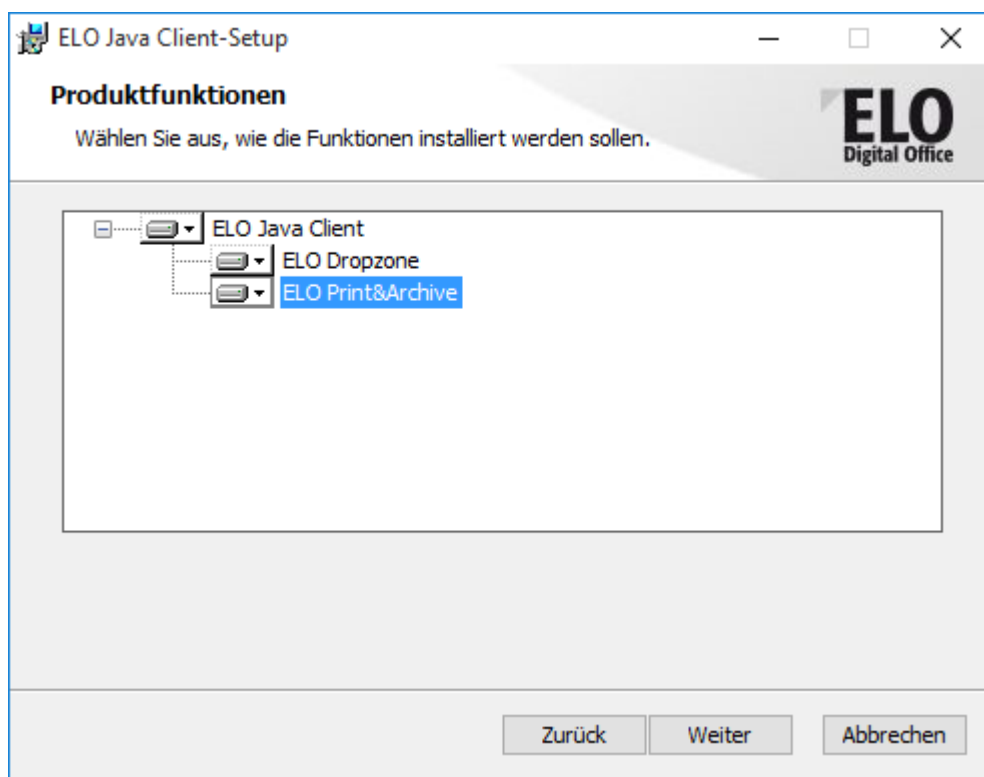 ELO Java Client-Setup
Produktfunktionen
Wählen Sie aus, wie die Funktionen installiert werden sollen.
ELO
Digital Office
ELO Java Client
ELO Dropzone
ELO Print&Archive
Zurück
Weiter
Abbrechen